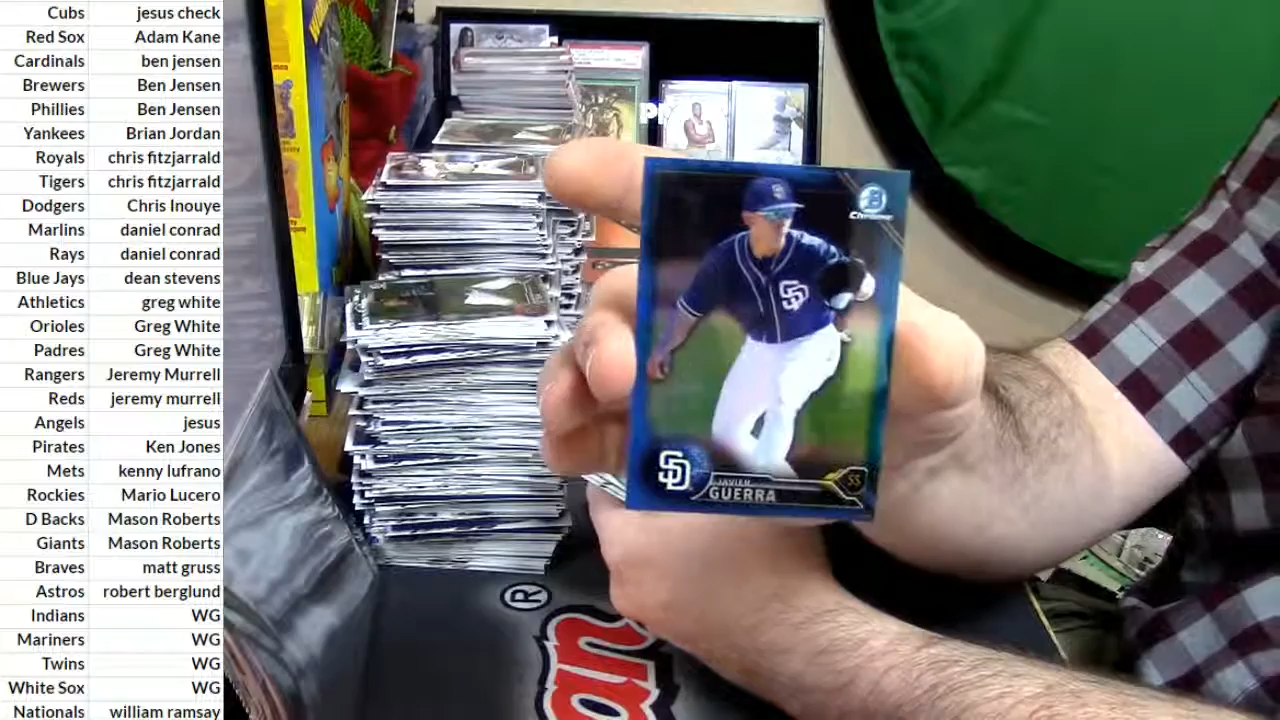 Cubs jesus check
Red Sox Adam Kane
Cardinals ben jensen
Brewers Ben Jensen
Phillies Ben Jensen
Yankees Brian Jordan
Royals chris fitzjarrald
Tigers chris fitzjarrald
Dodgers Chris Inouye
Marlins daniel conrad
Rays daniel conrad
Blue Jays dean stevens
Athletics greg white
Orioles Greg White
Padres Greg White
Rangers Jeremy Murrell
Reds jeremy murrell
Angels jesus
Pirates Ken Jones
Mets kenny lufrano
Rockies Mario Lucero
D Backs Mason Roberts
Giants Mason Roberts
Braves matt gruss
Astros robert berglund
Indians WG
Mariners WG
Twins WG
White Sox WG
Nationals william ramsay
B
Chrome
SD
SD
JAVIER
GUERRA
SS
®
an